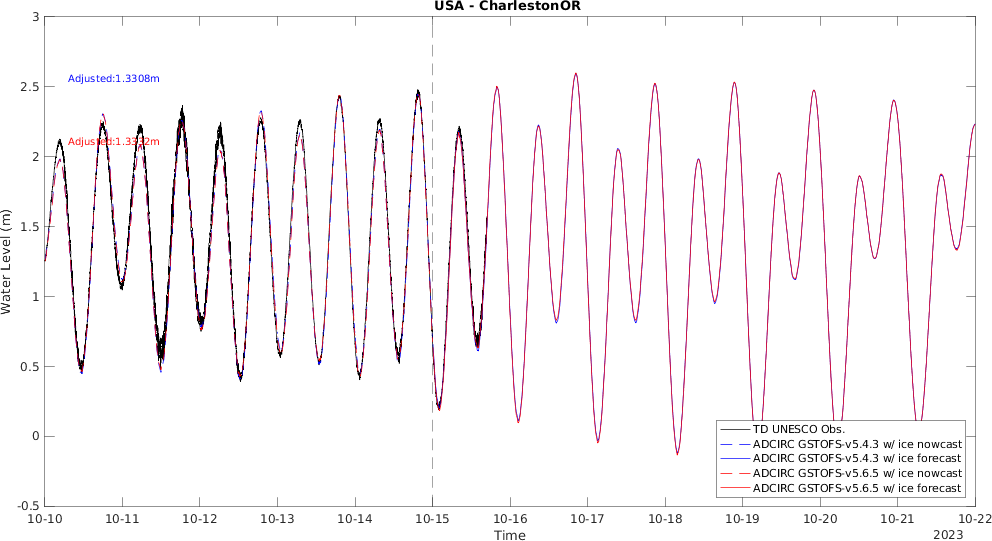 USA - CharlestonOR
3
2.5
2
1.5
1
0.5
0
-0.5
Water Level (m)
Adjusted:1.3308m
TD UNESCO Obs.
ADCIRC GSTOFS-v5.4.3 w/ ice nowcast
ADCIRC GSTOFS-v5.4.3 w/ ice forecast
ADCIRC GSTOFS-v5.6.5 w/ ice nowcast
ADCIRC GSTOFS-v5.6.5 w/ ice forecast
10-10 10-11 10-12 10-13 10-14 10-15 10-16 10-17 10-18 10-19 10-20 10-21 10-22
Time
2023